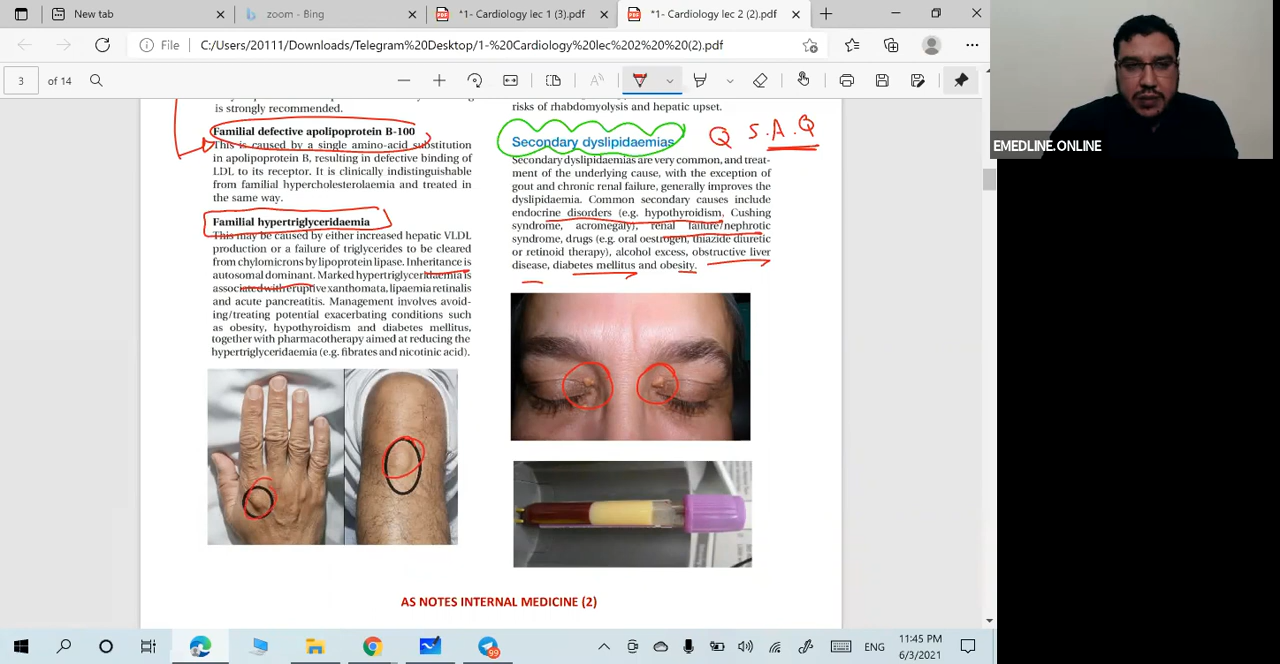 New tab
zoom - Bing
*1- Cardiology lec 1 (3).pdf
*1- Cardiology lec 2 (2).pdf
File
C:/Users/20111/Downloads/Telegram%20Desktop/1-%20Cardiology%20lec%202%20%20(2).pdf
3 of 14
is strongly recommended.
Familial defective apolipoprotein B-100
This is caused by a single amino-acid substitution
in apolipoprotein B, resulting in defective binding of
LDL to its receptor. It is clinically indistinguishable
from familial hypercholesterolaemia and treated in
the same way.
Familial hypertriglyceridaemia
This may be caused by either increased hepatic VLDL
production or a failure of triglycerides to be cleared
from chylomicrons by lipoprotein lipase. Inheritance is
autosomal dominant. Marked hypertriglyceridaemia is
associated with eruptive xanthomata, lipaemia retinalis
and acute pancreatitis. Management involves avoid-
ing/treating potential exacerbating conditions such
as obesity, hypothyroidism and diabetes mellitus,
together with pharmacotherapy aimed at reducing the
hypertriglyceridaemia (e.g. fibrates and nicotinic acid).
risks of rhabdomyolysis and hepatic upset.
Secondary dyslipidaemias
Q S.A.Q
Secondary dyslipidaemias are very common, and treat-
ment of the underlying cause, with the exception of
gout and chronic renal failure, generally improves the
dyslipidaemia. Common secondary causes include
endocrine disorders (e.g. hypothyroidism, Cushing
syndrome, acromegaly), renal failure/nephrotic
syndrome, drugs (e.g. oral oestrogen, thiazide diuretic
or retinoid therapy), alcohol excess, obstructive liver
disease, diabetes mellitus and obesity.
AS NOTES INTERNAL MEDICINE (2)
EMEDLINE.ONLINE
99
ENG
11:45 PM
6/3/2021